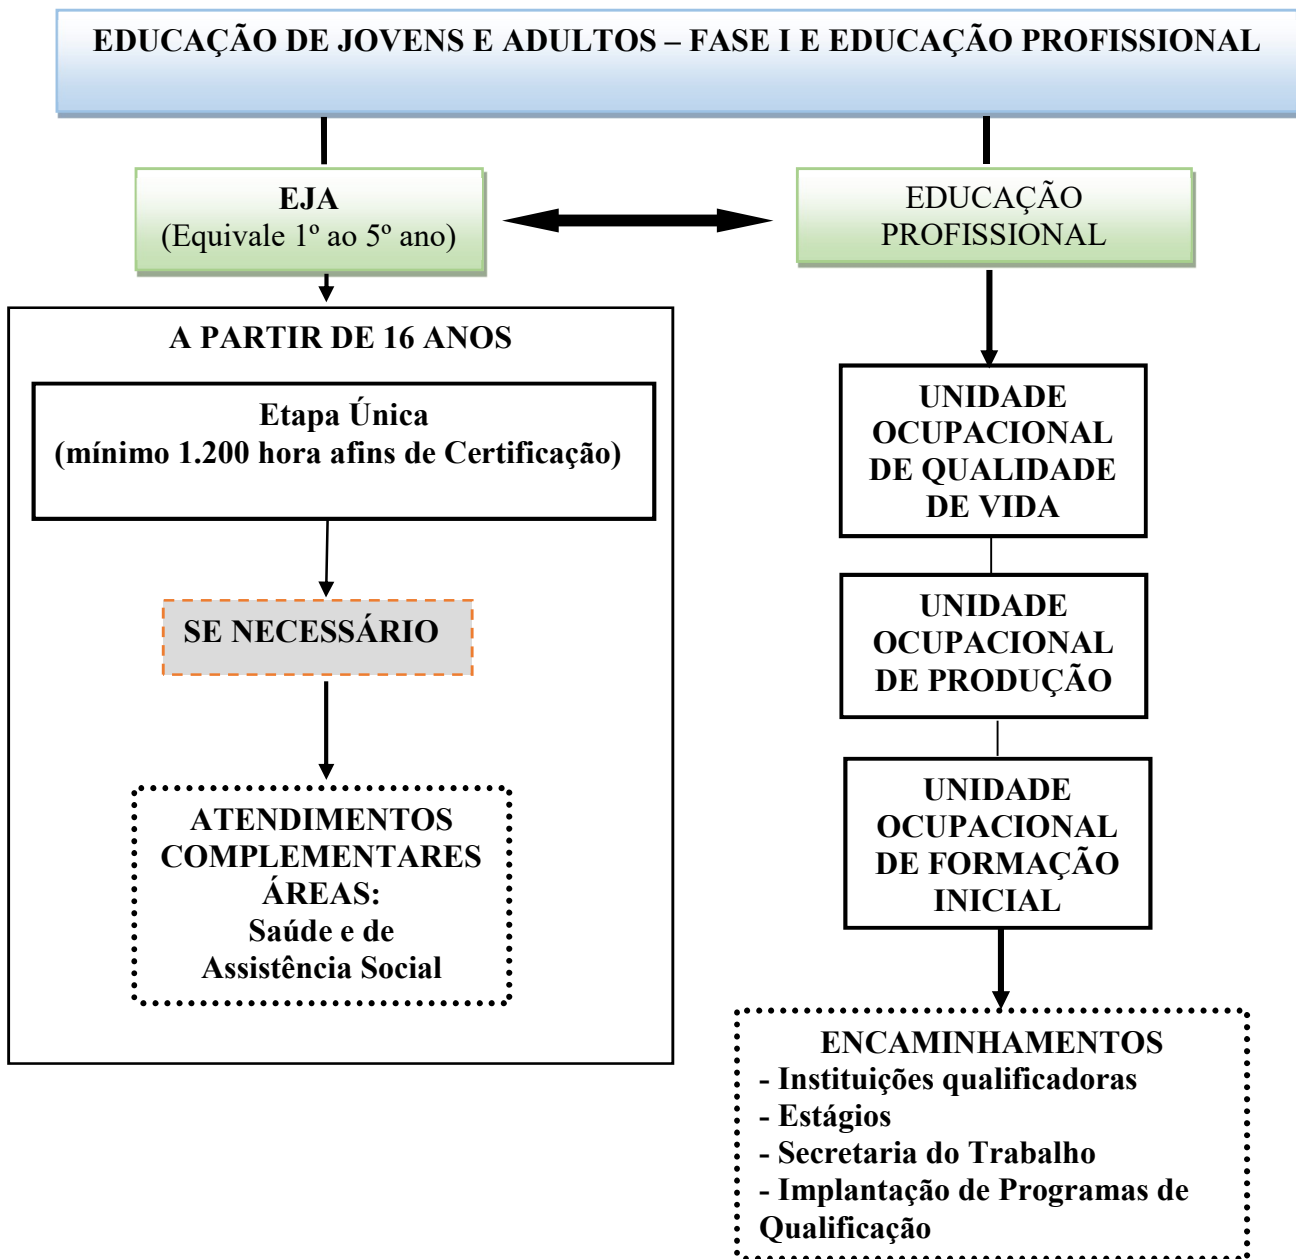 EDUCAÇÃO DE JOVENS E ADULTOS – FASE I E EDUCAÇÃO PROFISSIONAL
EJA
(Equivale 1º ao 5º ano)
A PARTIR DE 16 ANOS
Etapa Única
(mínimo 1.200 hora afins de Certificação)
SE NECESSÁRIO
ATENDIMENTOS
COMPLEMENTARES
ÁREAS:
Saúde e de
Assistência Social
EDUCAÇÃO
PROFISSIONAL
UNIDADE
OCUPACIONAL
DE QUALIDADE
DE VIDA
UNIDADE
OCUPACIONAL
DE PRODUÇÃO
UNIDADE
OCUPACIONAL
DE FORMAÇÃO
INICIAL
ENCAMINHAMENTOS
- Instituições qualificadoras
- Estágios
- Secretaria do Trabalho
- Implantação de Programas de
Qualificação